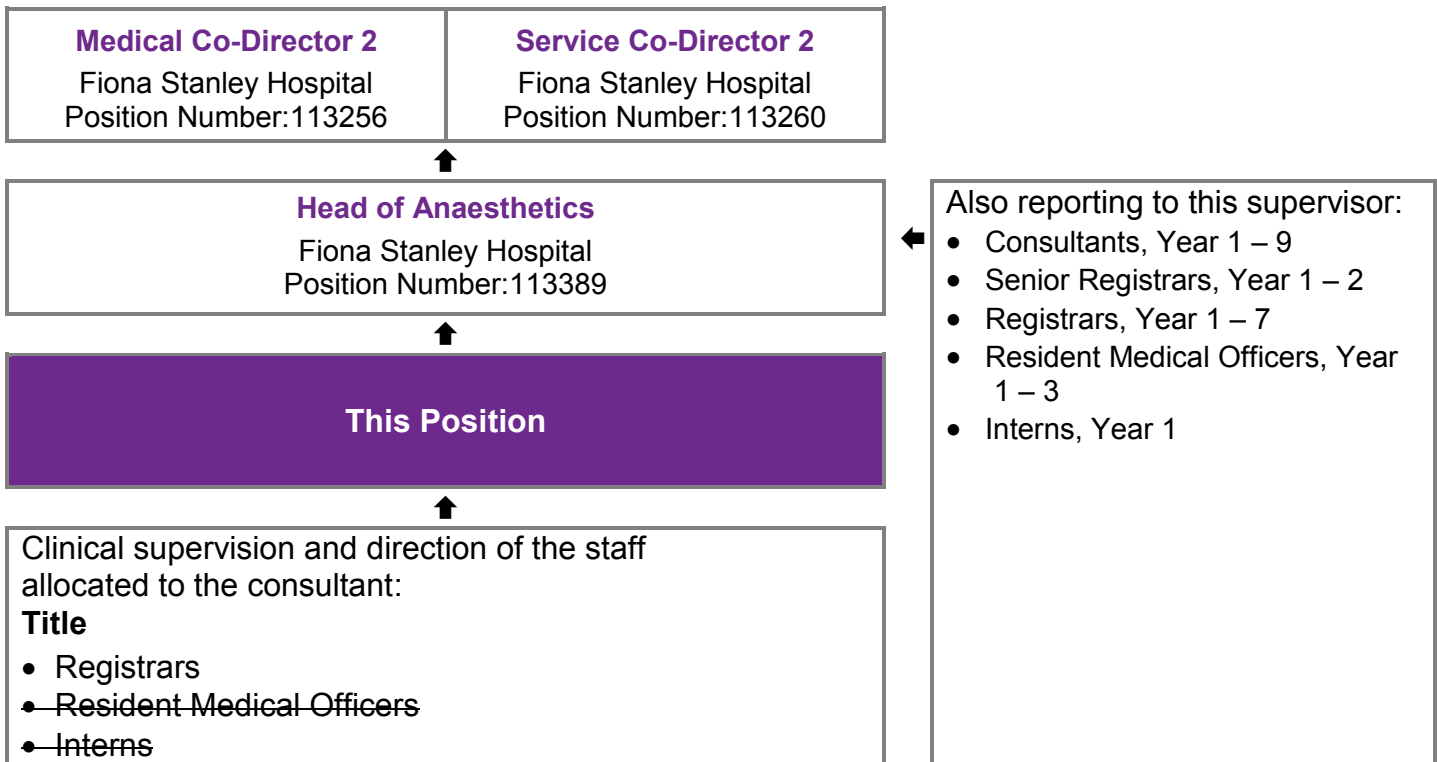 Medical Co-Director 2
Fiona Stanley Hospital
Position Number:113256
Service Co-Director 2
Fiona Stanley Hospital
Position Number:113260
Head of Anaesthetics
Fiona Stanley Hospital
Position Number:113389
Also reporting to this supervisor:
• Consultants, Year 1 – 9
• Senior Registrars, Year 1 – 2
• Registrars, Year 1 – 7
• Resident Medical Officers, Year
1 – 3
• Interns, Year 1
This Position
Clinical supervision and direction of the staff
allocated to the consultant:
Title
• Registrars
• Resident Medical Officers
• Interns